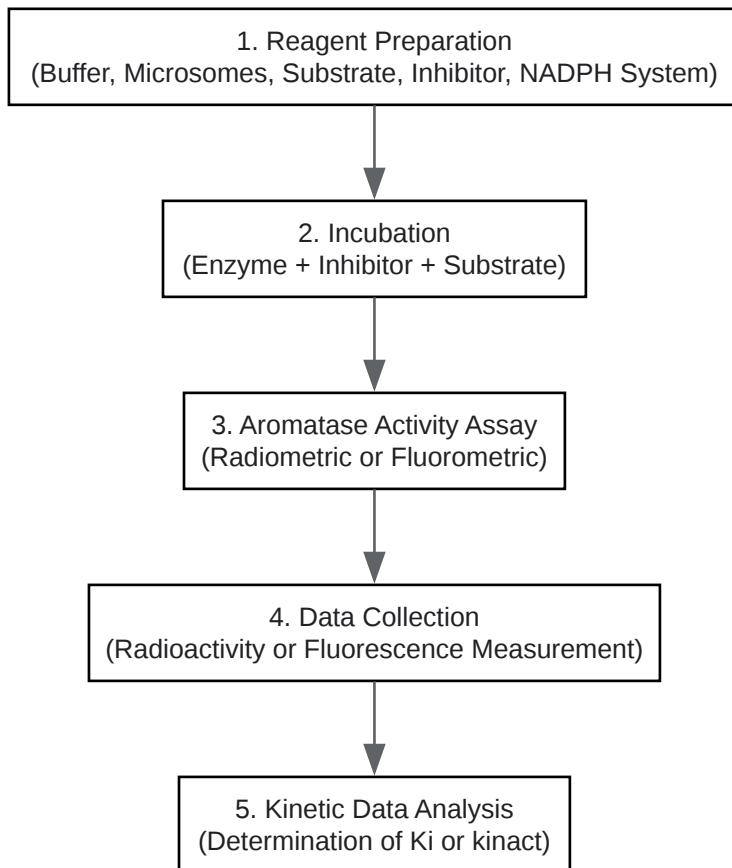 1. Reagent Preparation
(Buffer, Microsomes, Substrate, Inhibitor, NADPH System)
2. Incubation
(Enzyme + Inhibitor + Substrate)
3. Aromatase Activity Assay
(Radiometric or Fluorometric)
4. Data Collection
(Radioactivity or Fluorescence Measurement)
5. Kinetic Data Analysis
(Determination of Ki or kinact)